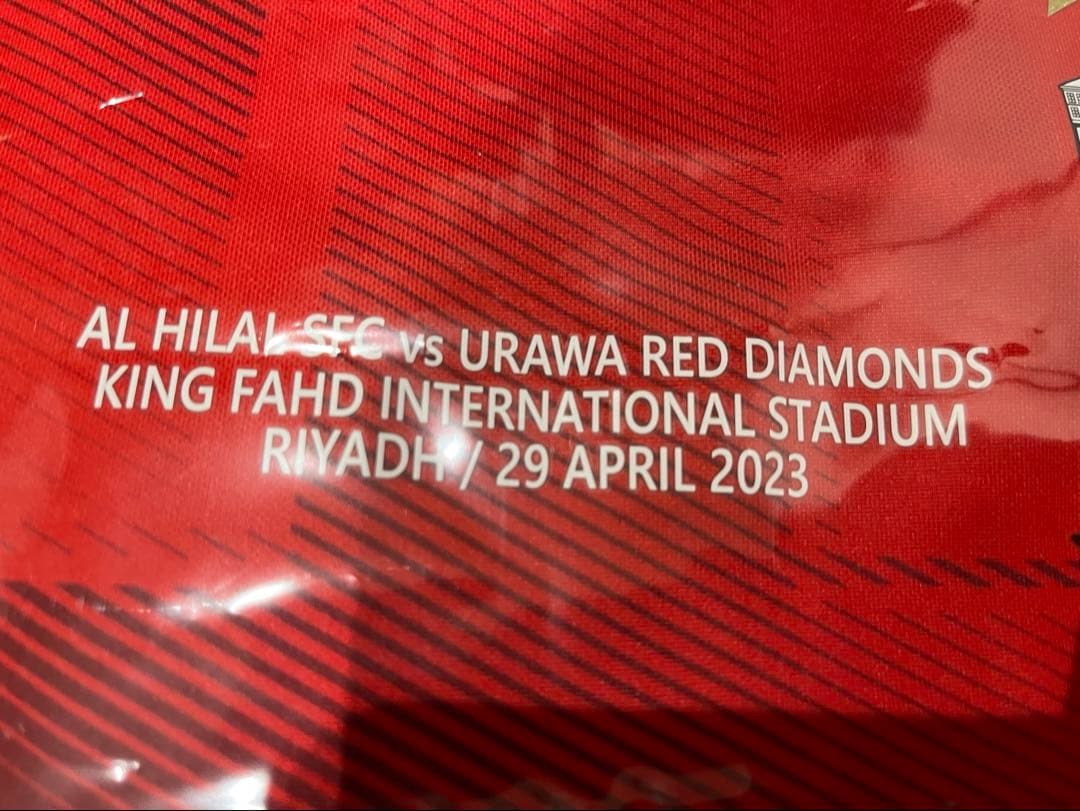 AL HILAL SFC vs URAWA RED DIAMONDS
KING FAHD INTERNATIONAL STADIUM
RIYADH / 29 APRIL 2023